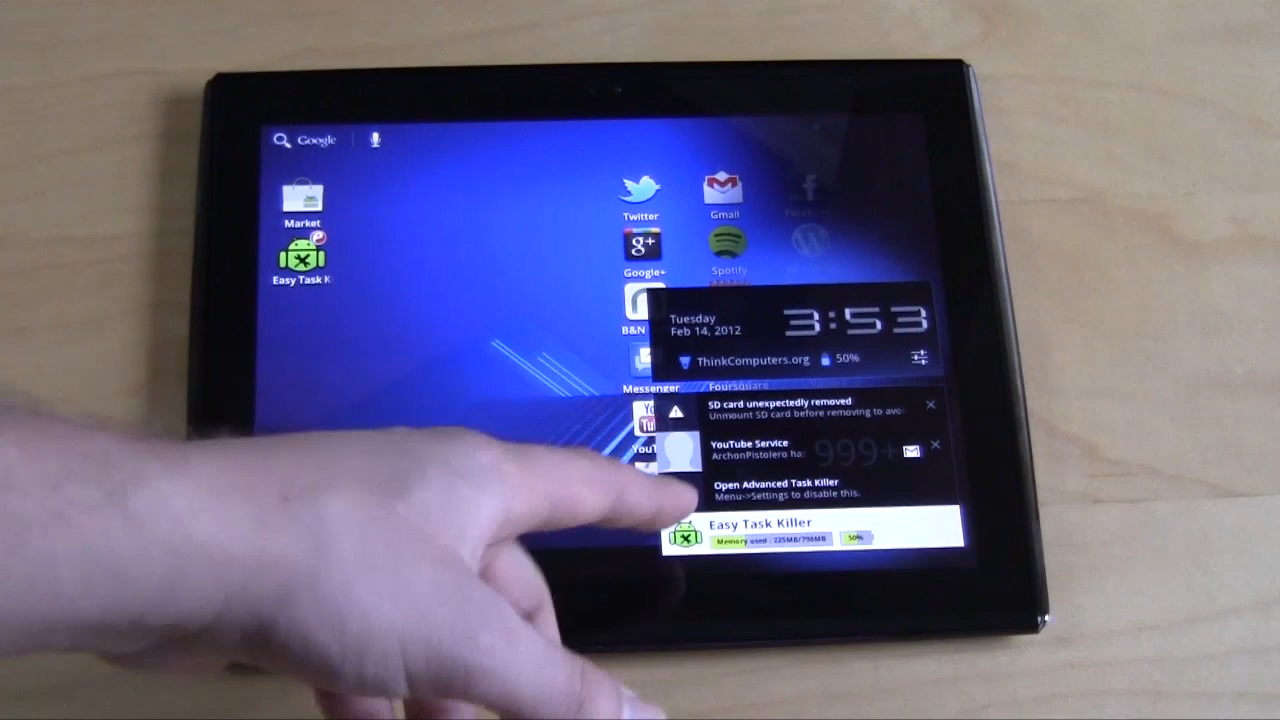 Google
Market
Easy Task K
Twitter
Gmail
g+
Google+
Spotify
B&N
Messenger
Foursquare
Tuesday
Feb 14, 2012
3:53
ThinkComputers.org
50%
SD card unexpectedly removed
Unmount SD card before removing to avo
YouTube Service
ArchonPistolero ha:
999+
Open Advanced Task Killer
Menu->Settings to disable this.
Easy Task Killer
Memory used : 225MB/798MB
50%